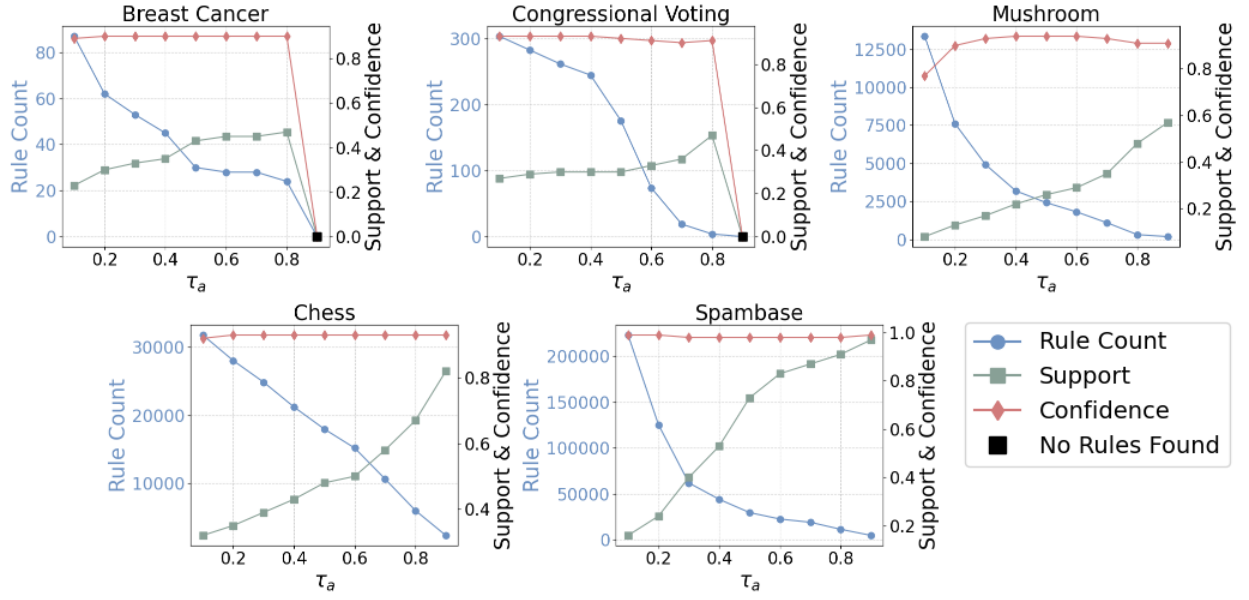 Breast Cancer
Congressional Voting
Mushroom
Rule Count
80
60
40
20
0
0.2
0.4
0.6
0.8
τa
0.8
0.6
0.4
0.2
0.0
Support & Confidence
Rule Count
300
200
100
0
0.2
0.4
0.6
0.8
τa
0.8
0.6
0.4
0.2
0.0
Support & Confidence
Rule Count
12500
10000
7500
5000
2500
0
0.2
0.4
0.6
0.8
τa
0.8
0.6
0.4
0.2
Support & Confidence
Chess
Spambase
Rule Count
30000
20000
10000
0.2
0.4
0.6
0.8
τa
0.8
0.6
0.4
Support & Confidence
Rule Count
200000
150000
100000
50000
0
0.2
0.4
0.6
0.8
τa
1.0
0.8
0.6
0.4
0.2
Support & Confidence
Rule Count
Support
Confidence
No Rules Found